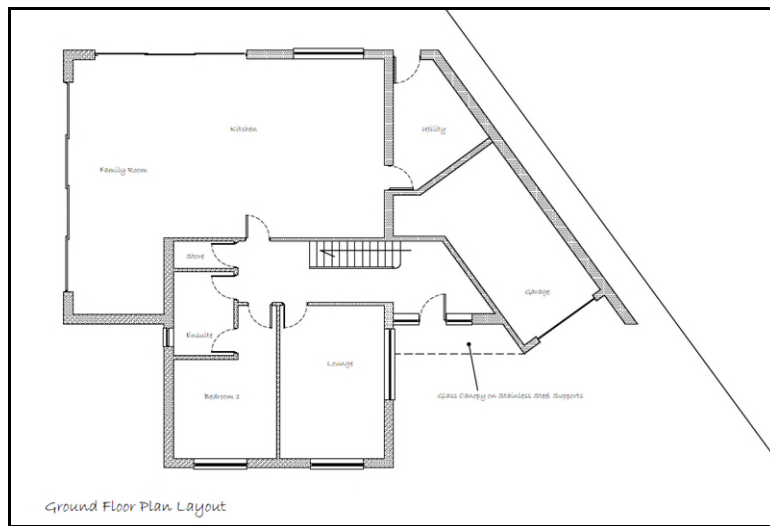 Kitchen
Utility
Family Room
Store
Garage
Ensuite
Lounge
Bedroom 1
Glass Canopy on Stainless Steel Supports
Ground Floor Plan Layout